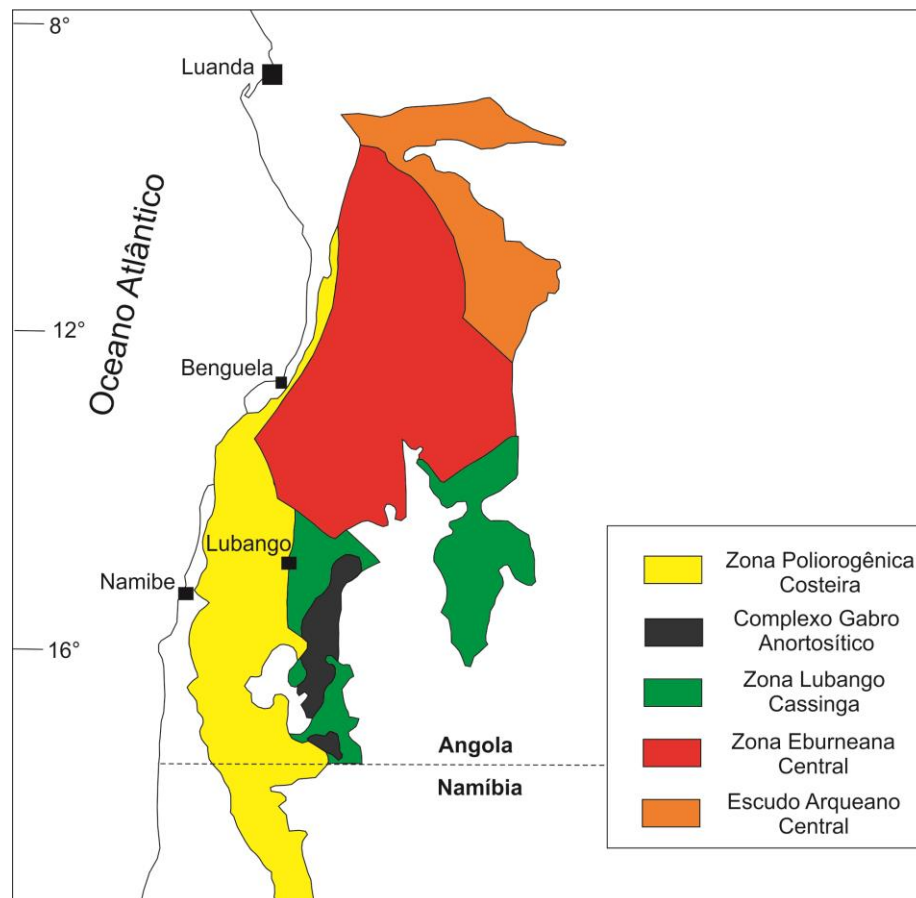 8°
Luanda
Oceano Atlântico
12°
Benguela
Lubango
Namibe
16°
Angola
Namíbia
Zona Poliorogênica
Costeira
Complexo Gabro
Anortosítico
Zona Lubango
Cassinga
Zona Eburneana
Central
Escudo Arqueano
Central